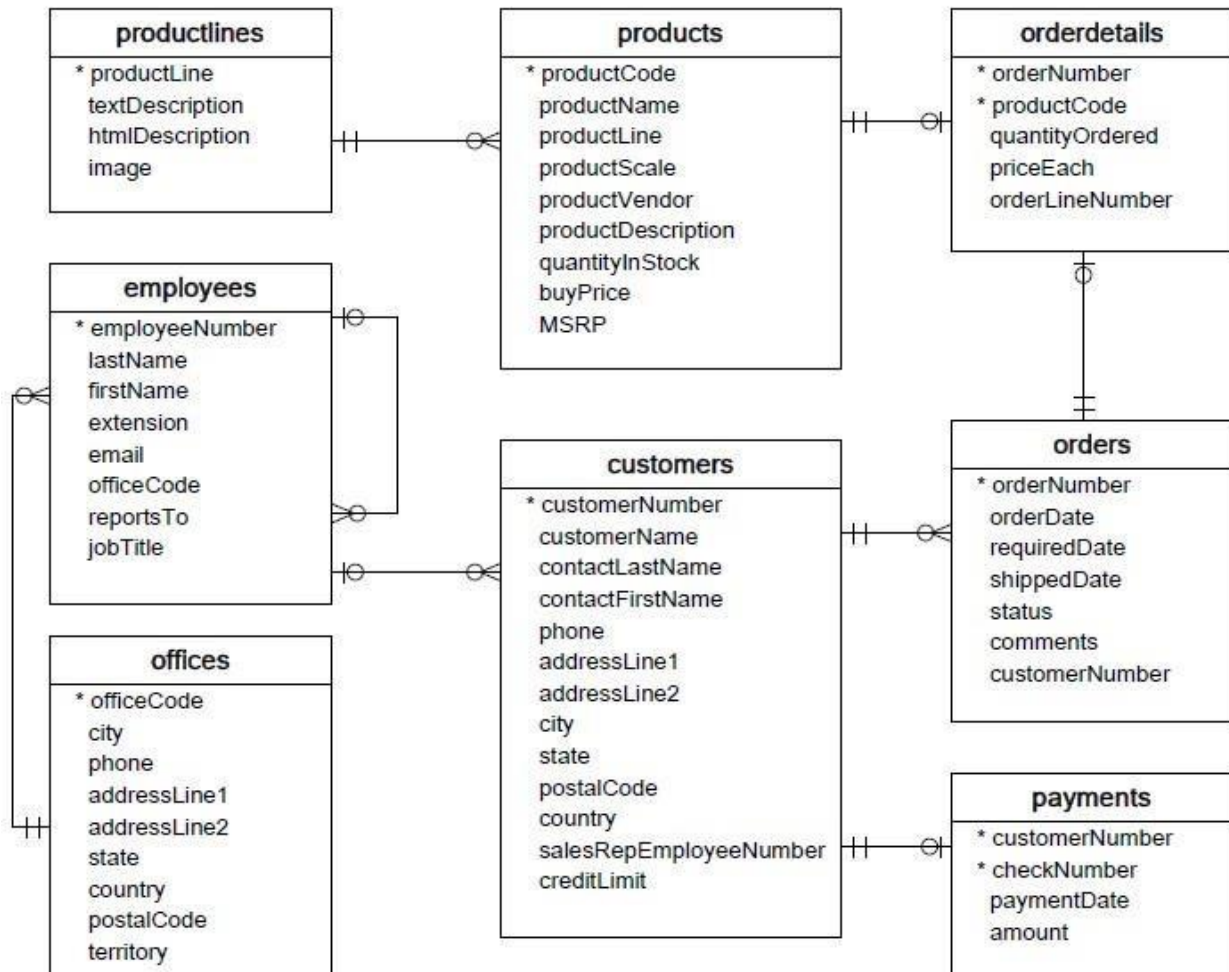 productlines
* productLine
textDescription
htmlDescription
image
products
* productCode
productName
productLine
productScale
productVendor
productDescription
quantityInStock
buyPrice
MSRP
orderdetails
* orderNumber
* productCode
quantityOrdered
priceEach
orderLineNumber
employees
* employeeNumber
lastName
firstName
extension
email
officeCode
reportsTo
jobTitle
customers
* customerNumber
customerName
contactLastName
contactFirstName
phone
addressLine1
addressLine2
city
state
postalCode
country
salesRepEmployeeNumber
creditLimit
orders
* orderNumber
orderDate
requiredDate
shippedDate
status
comments
customerNumber
offices
* officeCode
city
phone
addressLine1
addressLine2
state
country
postalCode
territory
payments
* customerNumber
* checkNumber
paymentDate
amount